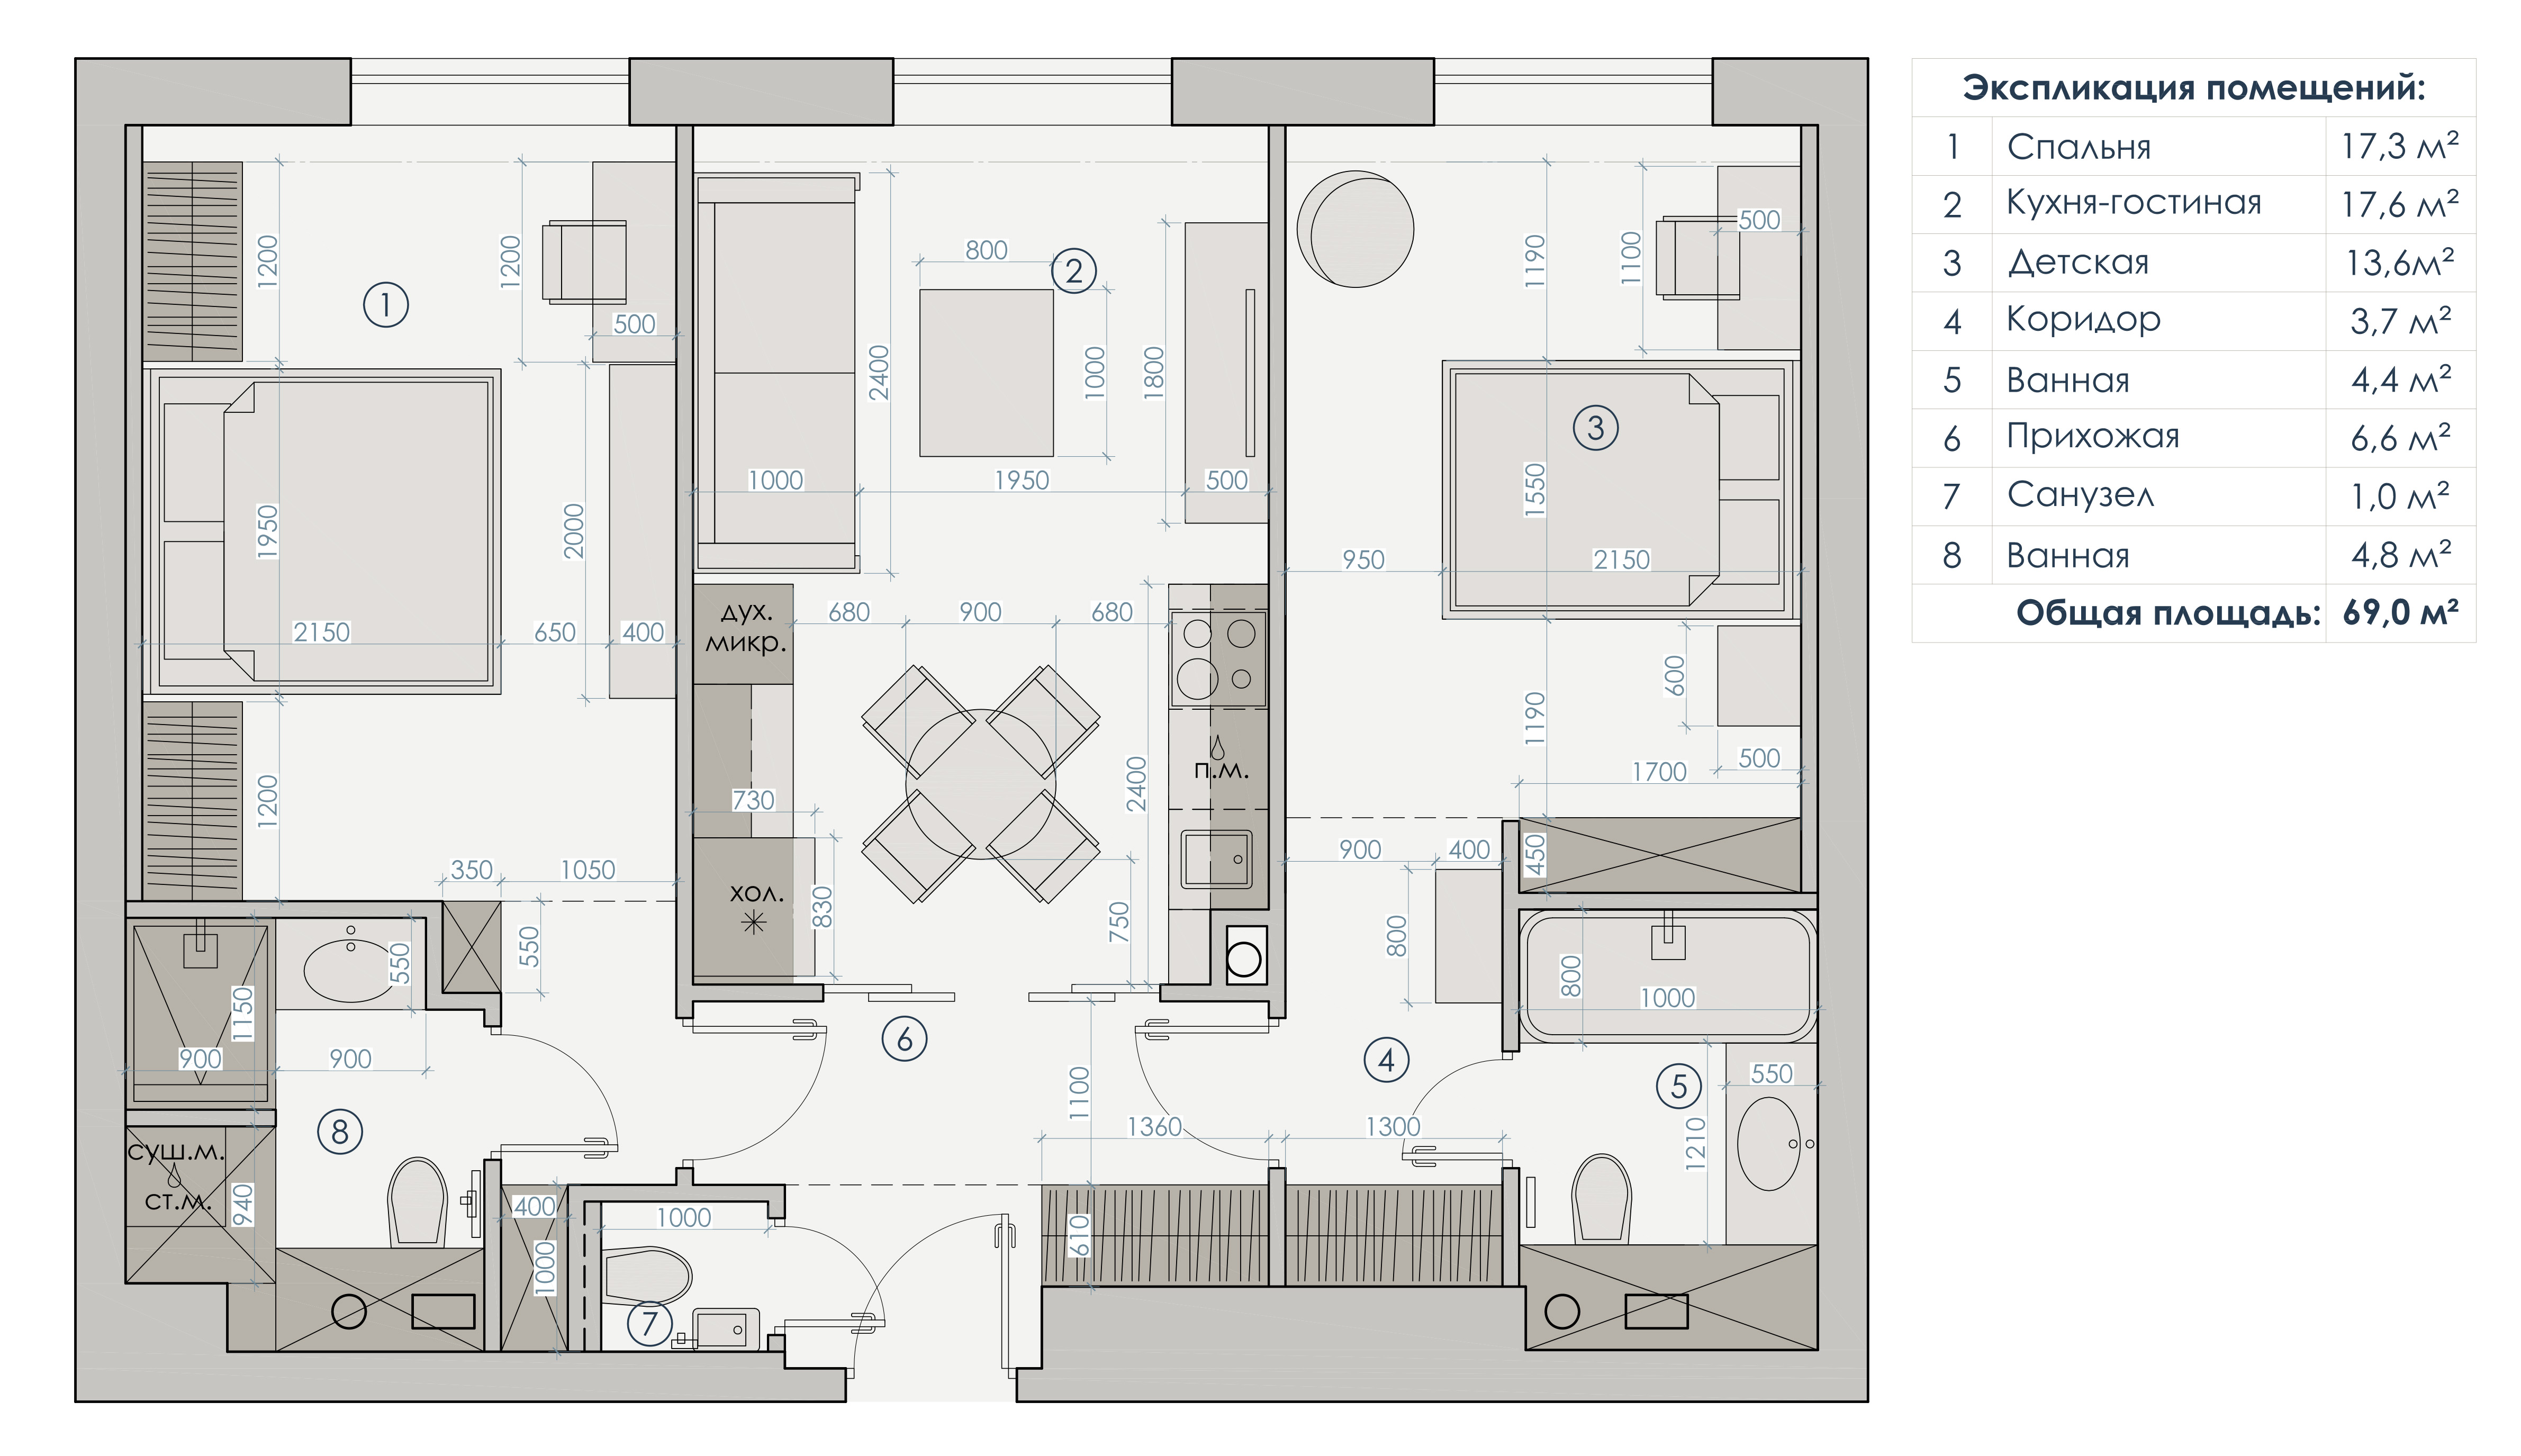 Экспликация помещений:
1 Спальня 17,3 м²
2 Кухня-гостиная 17,6 м²
3 Детская 13,6м²
4 Коридор 3,7 м²
5 Ванная 4,4 м²
6 Прихожая 6,6 м²
7 Санузел 1,0 м²
8 Ванная 4,8 м²
Общая площадь: 69,0 м²
1200
1200
1
500
1950
2000
2150 650 400
1200
350 1050
550
800
2
2400
1000
1800
1000 1950 500
дух.
микр.
680 900 680
730
2400
п.м.
хол.
830
750
1190
1100
500
3
1550
950 2150
600
1190
500
1700
900 400
450
800
550
1150
900 900
8
суш.м.
ст.м.
940
400
1000
1000
7
6
1100
1360
610
4
1300
800
1000
5
550
1210